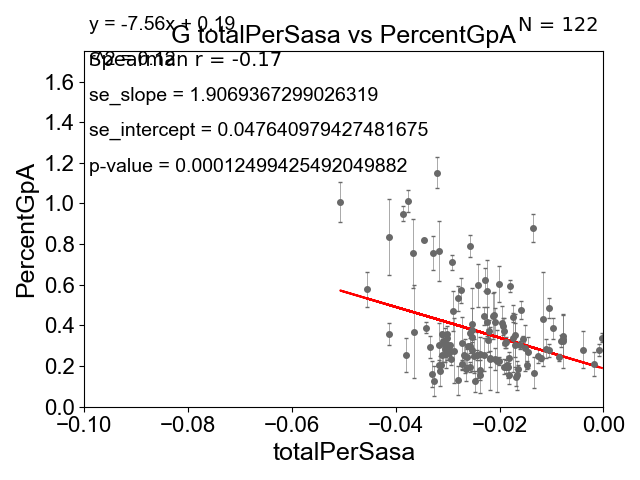 y = -7.56x + 0.19
N = 122
G totalPerSasa vs PercentGpA
Spearman r = -0.17
se_slope = 1.9069367299026319
se_intercept = 0.047640979427481675
p-value = 0.00012499425492049882
PercentGpA
1.6
1.4
1.2
1.0
0.8
0.6
0.4
0.2
0.0
−0.10
−0.08
−0.06
−0.04
−0.02
0.00
totalPerSasa